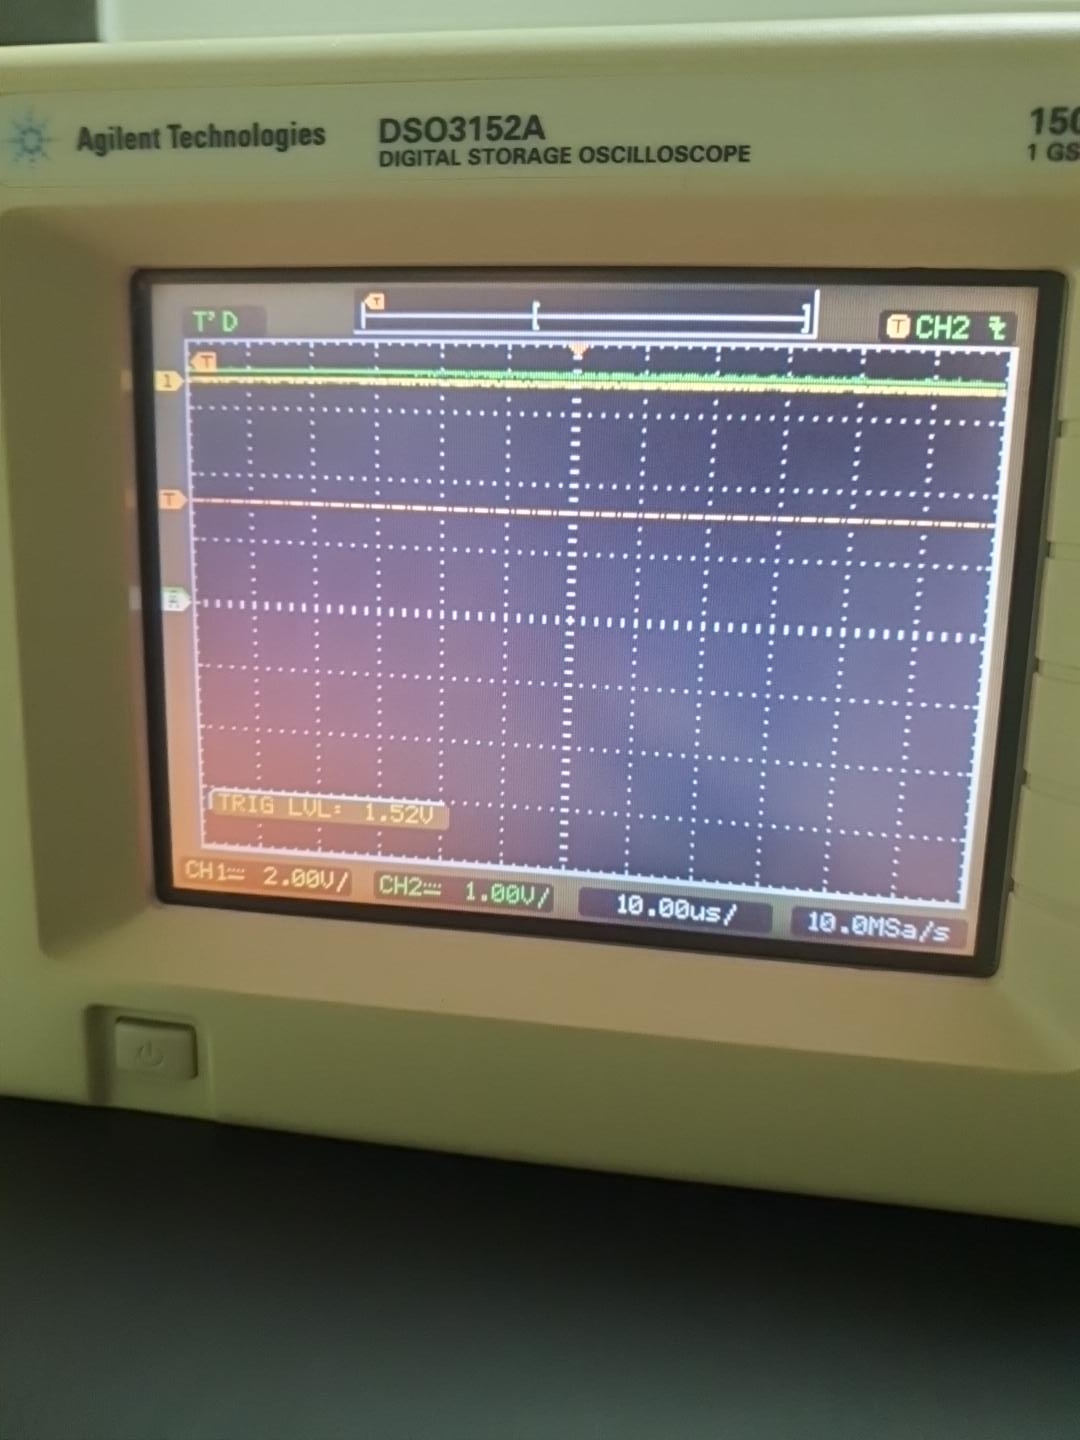 Agilent Technologies
DSO3152A
DIGITAL STORAGE OSCILLOSCOPE
150
1 GS
T'D
T
T CH2
T
1
T
TRIG LVL= 1.52V
CH1 2.00V/
CH2 1.00V/
10.00us/
10.0MSa/s